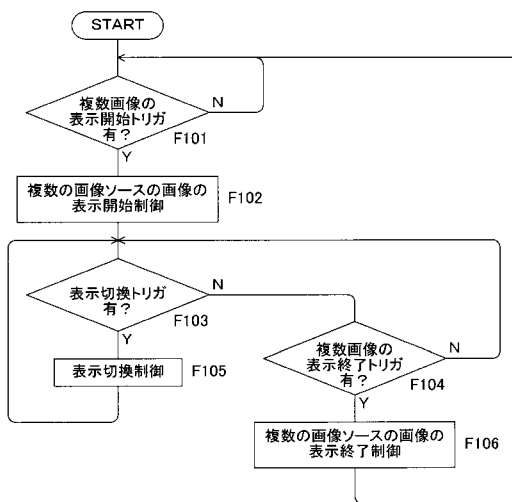 START
複数画像の
表示開始トリガ
有?
N
F101
Y
複数の画像ソースの画像の
表示開始制御
F102
表示切換トリガ
有?
N
F103
Y
表示切換制御
F105
複数画像の
表示終了トリガ
有?
N
F104
Y
複数の画像ソースの画像の
表示終了制御
F106